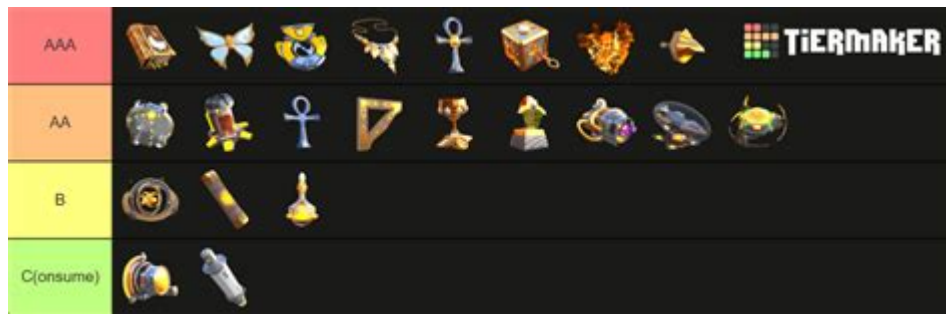 AAA
TiERMAKER
AA
B
C(onsume)